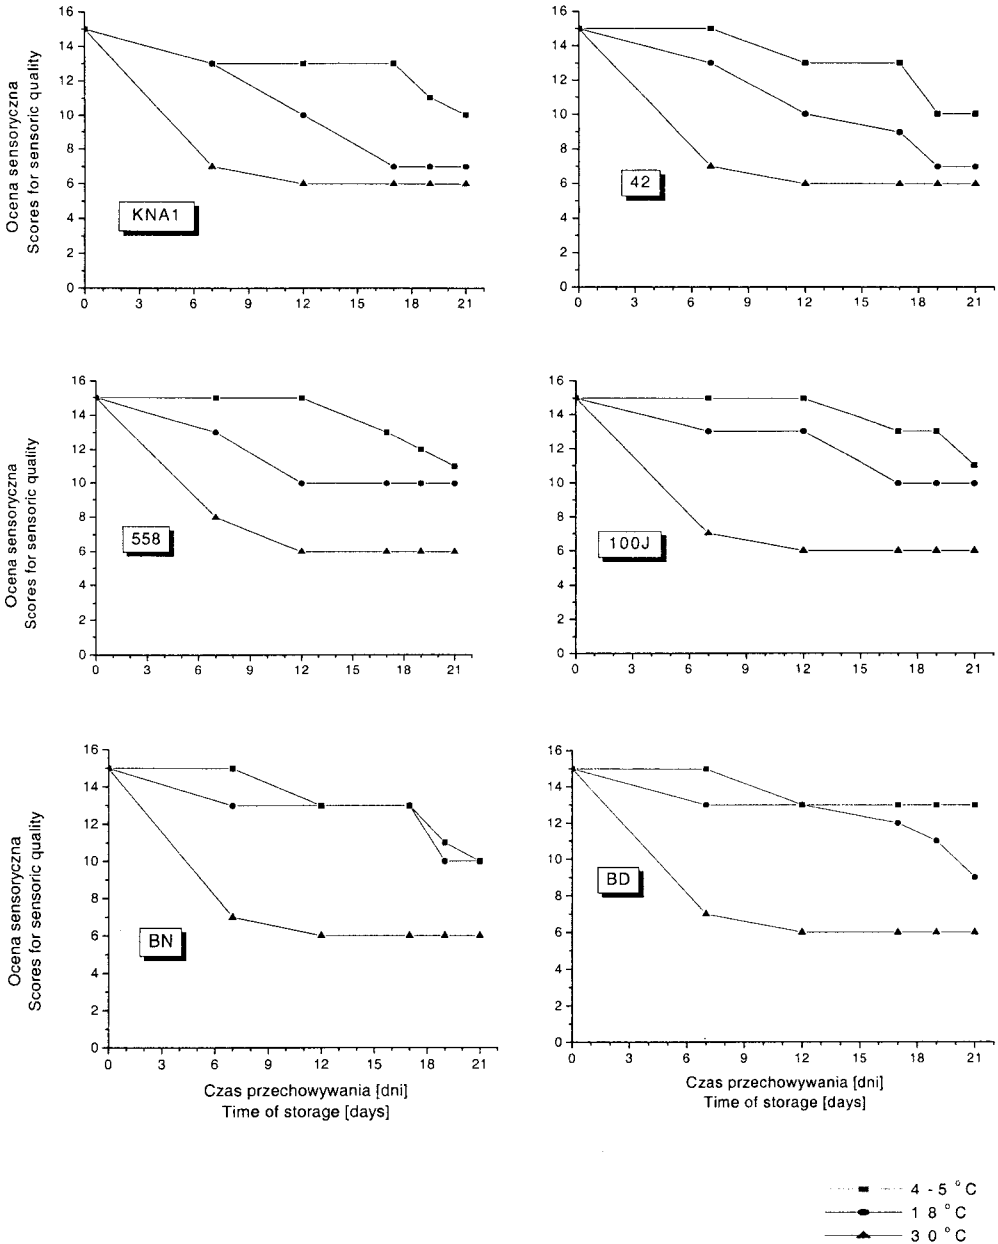 Ocena sensoryczna
Scores for sensoric quality
16
14
12
10
8
6
4
2
0
KNA1
0 3 6 9 12 15 18 21
16
14
12
10
8
6
4
2
0
42
0 3 6 9 12 15 18 21
Ocena sensoryczna
Scores for sensoric quality
16
14
12
10
8
6
4
2
0
558
0 3 6 9 12 15 18 21
16
14
12
10
8
6
4
2
0
100J
0 3 6 9 12 15 18 21
Ocena sensoryczna
Scores for sensoric quality
16
14
12
10
8
6
4
2
0
BN
0 3 6 9 12 15 18 21
Czas przechowywania [dni]
Time of storage [days]
16
14
12
10
8
6
4
2
0
BD
0 3 6 9 12 15 18 21
Czas przechowywania [dni]
Time of storage [days]
4-5°C
18°C
30°C